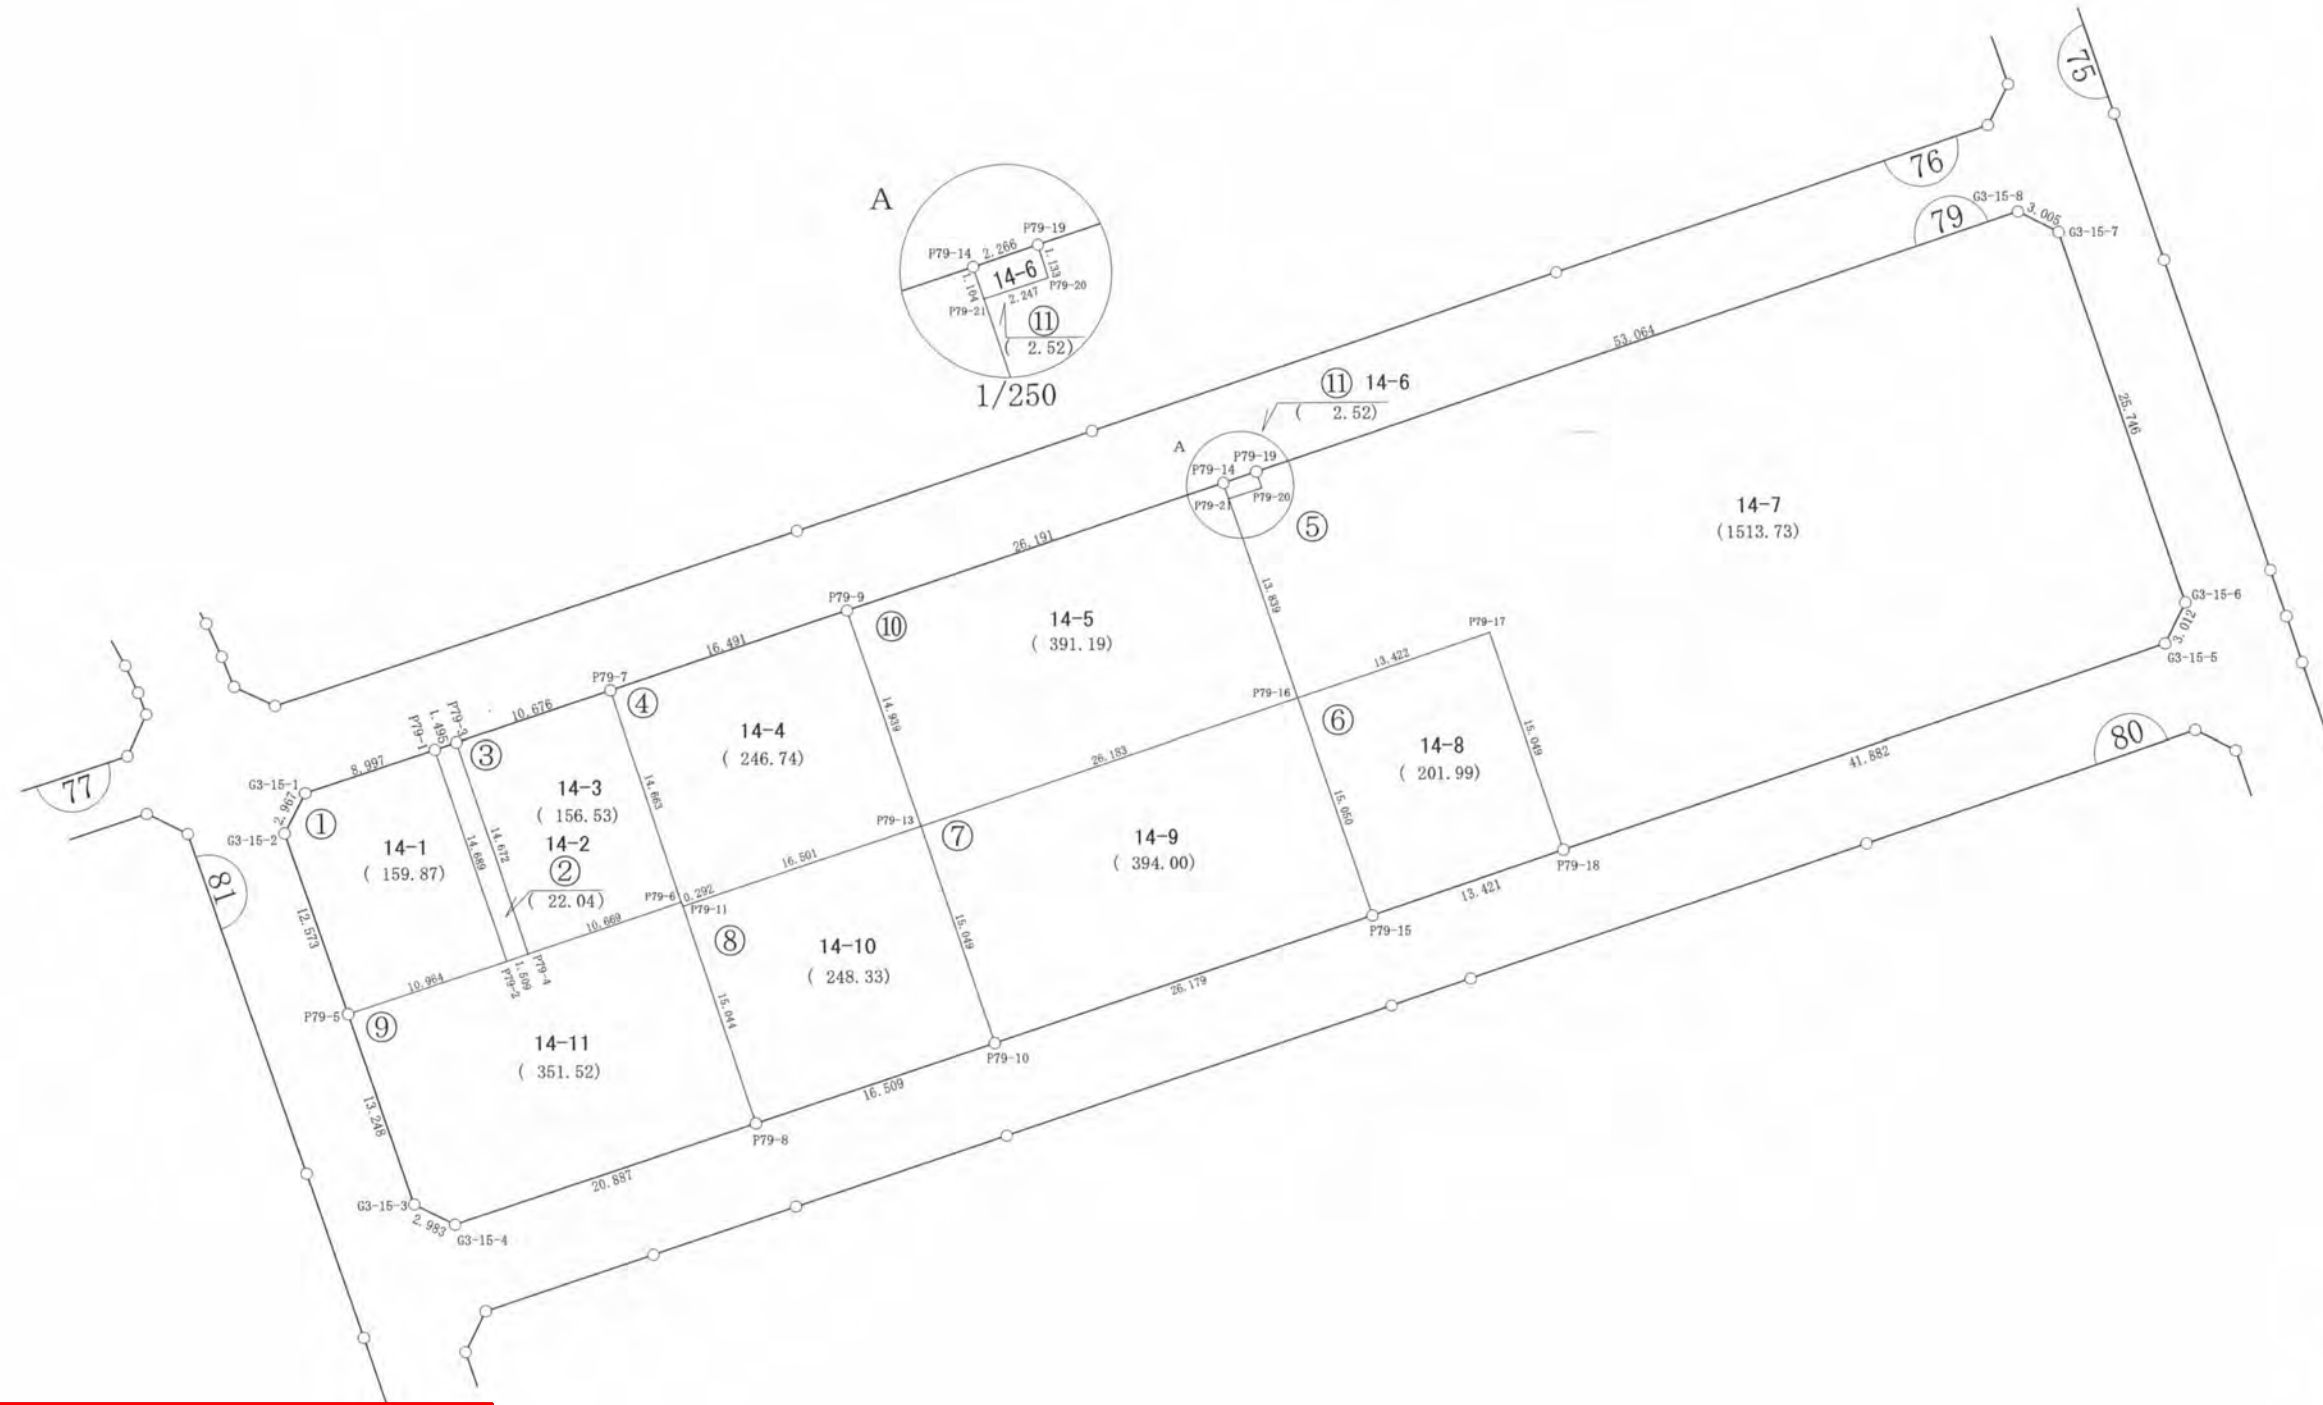 75
76
G3-15-8
3.005
79
G3-15-7
A
P79-19
P79-14
2.266
14-6
1.133
1.104
P79-20
2.247
P79-21
⑪
( 2.52)
1/250
53.064
⑪ 14-6
( 2.52)
25.746
A
P79-19
P79-14
P79-20
P79-21
⑤
14-7
(1513.73)
26.191
13.839
P79-9
⑩
14-5
( 391.19)
G3-15-6
3.012
G3-15-5
P79-17
16.491
13.422
P79-7
④
P79-16
⑥
14.939
10.676
P79-3
1.495
P79-1
③
14-4
( 246.74)
15.049
14-8
( 201.99)
80
41.882
26.183
77
8.997
G3-15-1
2.967
①
G3-15-2
14-3
( 156.53)
14.663
14-2
②
( 22.04)
14.672
14.689
14-1
( 159.87)
15.050
P79-13
⑦
14-9
( 394.00)
16.501
P79-18
81
P79-6
0.292
P79-11
13.421
P79-15
12.573
10.669
⑧
15.049
14-10
( 248.33)
10.964
P79-4
1.509
P79-2
26.179
P79-5
⑨
15.044
14-11
( 351.52)
P79-10
16.509
13.248
P79-8
20.887
G3-15-3
2.983
G3-15-4